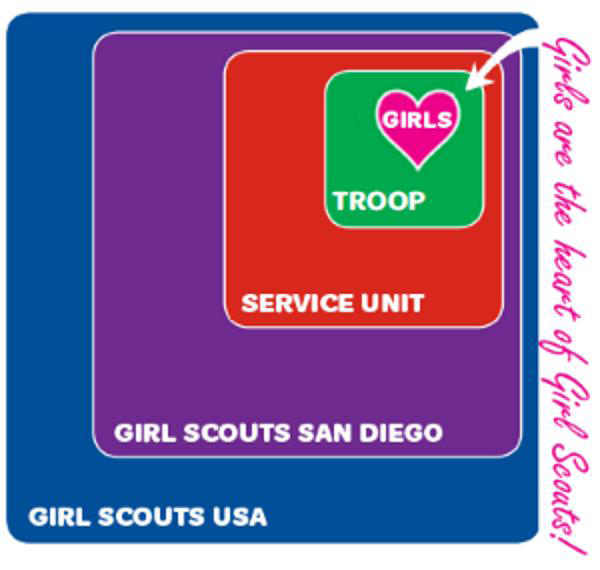 GIRLS
TROOP
SERVICE UNIT
GIRL SCOUTS SAN DIEGO
GIRL SCOUTS USA
Girls are the heart of Girl Scouts!